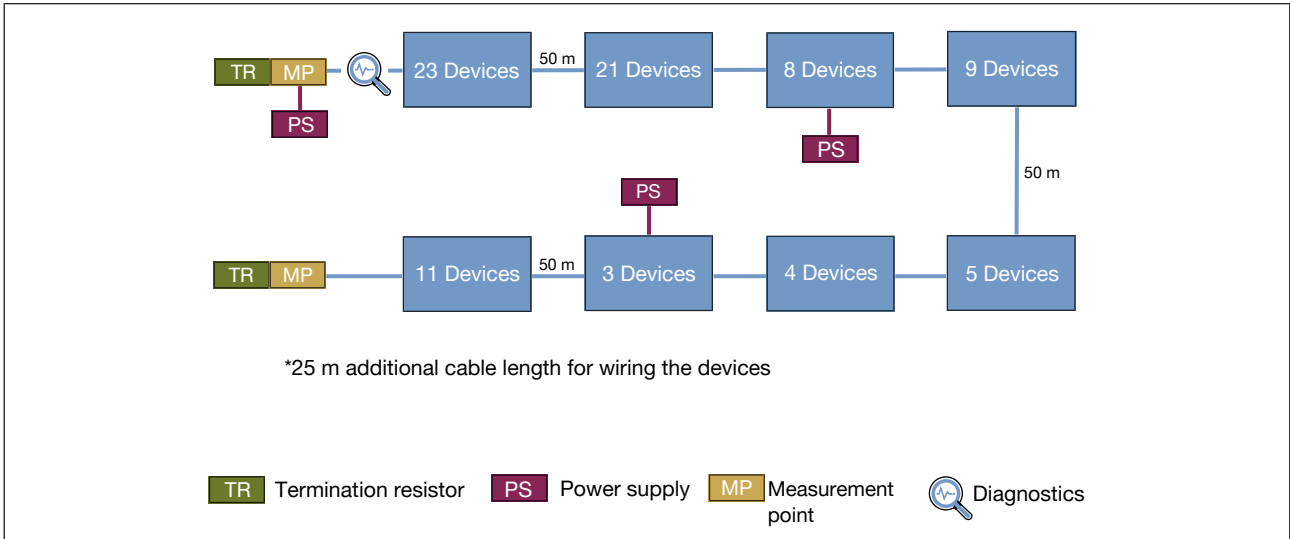 TR MP 23 Devices 50 m 21 Devices 8 Devices 9 Devices
PS PS
50 m
PS
TR MP 11 Devices 50 m 3 Devices 4 Devices 5 Devices
*25 m additional cable length for wiring the devices
TR Termination resistor PS Power supply MP Measurement point Diagnostics